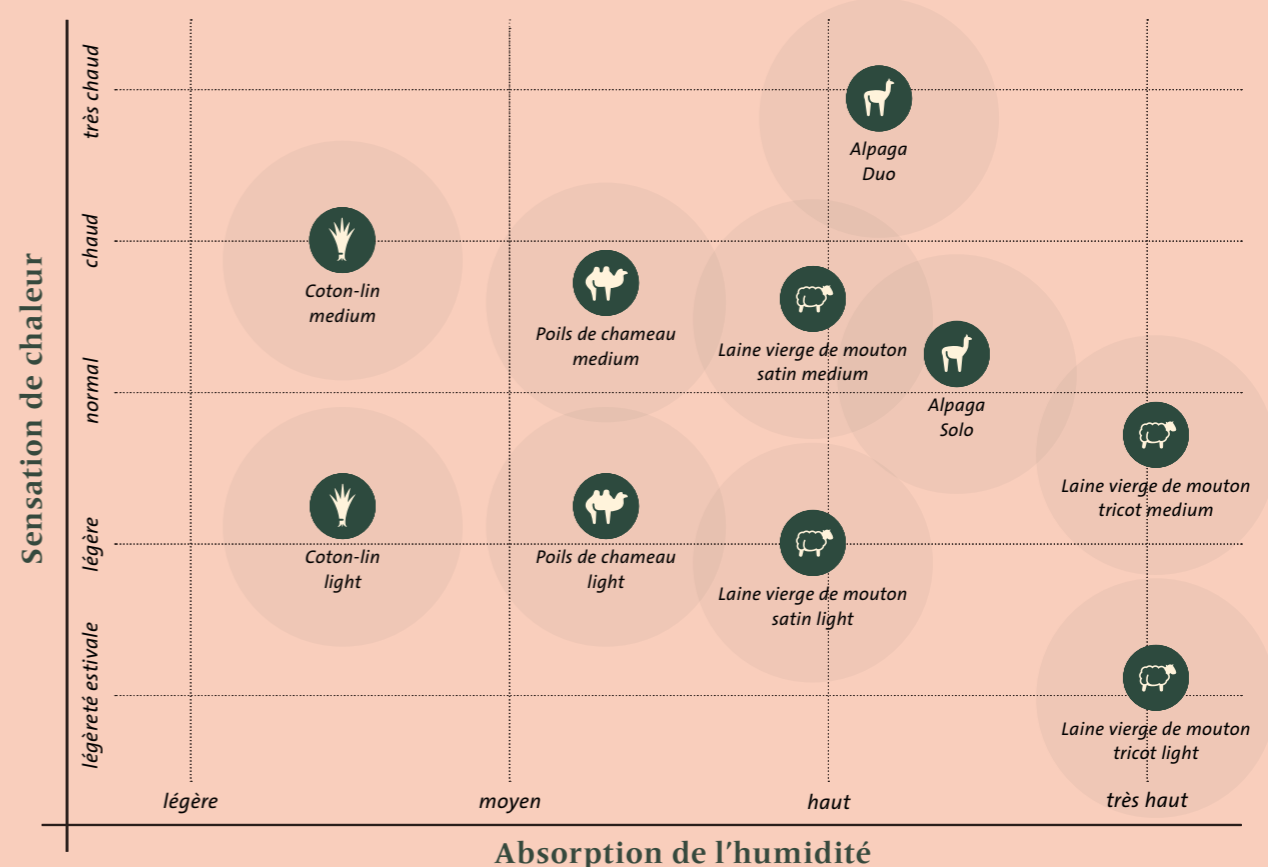 Sensation de chaleur
très chaud
chaud
normal
légère
légèreté estivale
Alpaga
Duo
Coton-lin
medium
Poils de chameau
medium
Laine vierge de mouton
satin medium
Alpaga
Solo
Laine vierge de mouton
tricot medium
Coton-lin
light
Poils de chameau
light
Laine vierge de mouton
satin light
Laine vierge de mouton
tricot light
légère
moyen
haut
très haut
Absorption de l'humidité